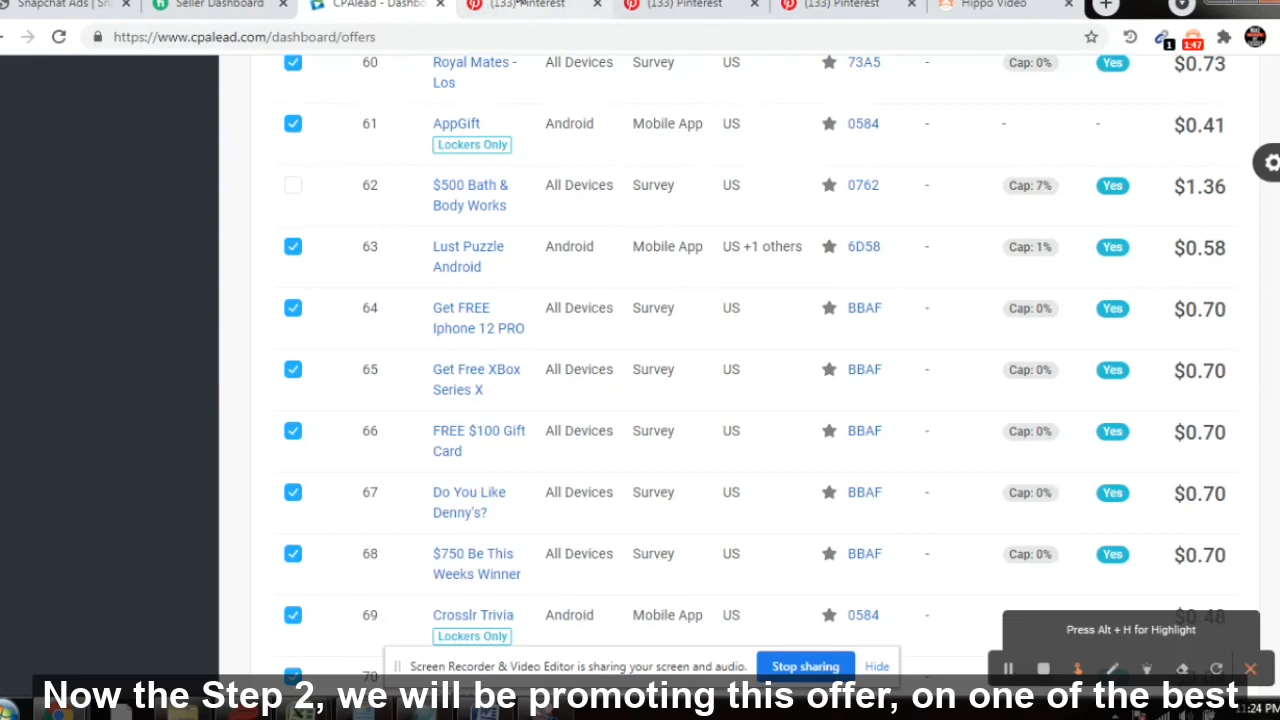 Snapchat Ads | Sn
Seller Dashboard
CPAlead - Dashbo
(133) Pinterest
(133) Pinterest
(133) Pinterest
Hippo Video
https://www.cpalead.com/dashboard/offers
1
1:47
60 Royal Mates - All Devices Survey US 73A5 - Cap: 0% Yes $0.73
Los
61 AppGift Android Mobile App US 0584 - - - $0.41
Lockers Only
62 $500 Bath & All Devices Survey US 0762 - Cap: 7% Yes $1.36
Body Works
63 Lust Puzzle Android Mobile App US +1 others 6D58 - Cap: 1% Yes $0.58
Android
64 Get FREE All Devices Survey US BBAF - Cap: 0% Yes $0.70
Iphone 12 PRO
65 Get Free XBox All Devices Survey US BBAF - Cap: 0% Yes $0.70
Series X
66 FREE $100 Gift All Devices Survey US BBAF - Cap: 0% Yes $0.70
Card
67 Do You Like All Devices Survey US BBAF - Cap: 0% Yes $0.70
Denny's?
68 $750 Be This All Devices Survey US BBAF - Cap: 0% Yes $0.70
Weeks Winner
69 Crosslr Trivia Android Mobile App US 0584 - $0.48
Lockers Only
Press Alt + H for Highlight
Screen Recorder & Video Editor is sharing your screen and audio. Stop sharing Hide
70
Now the Step 2, we will be promoting this offer, on one of the best
11:24 PM